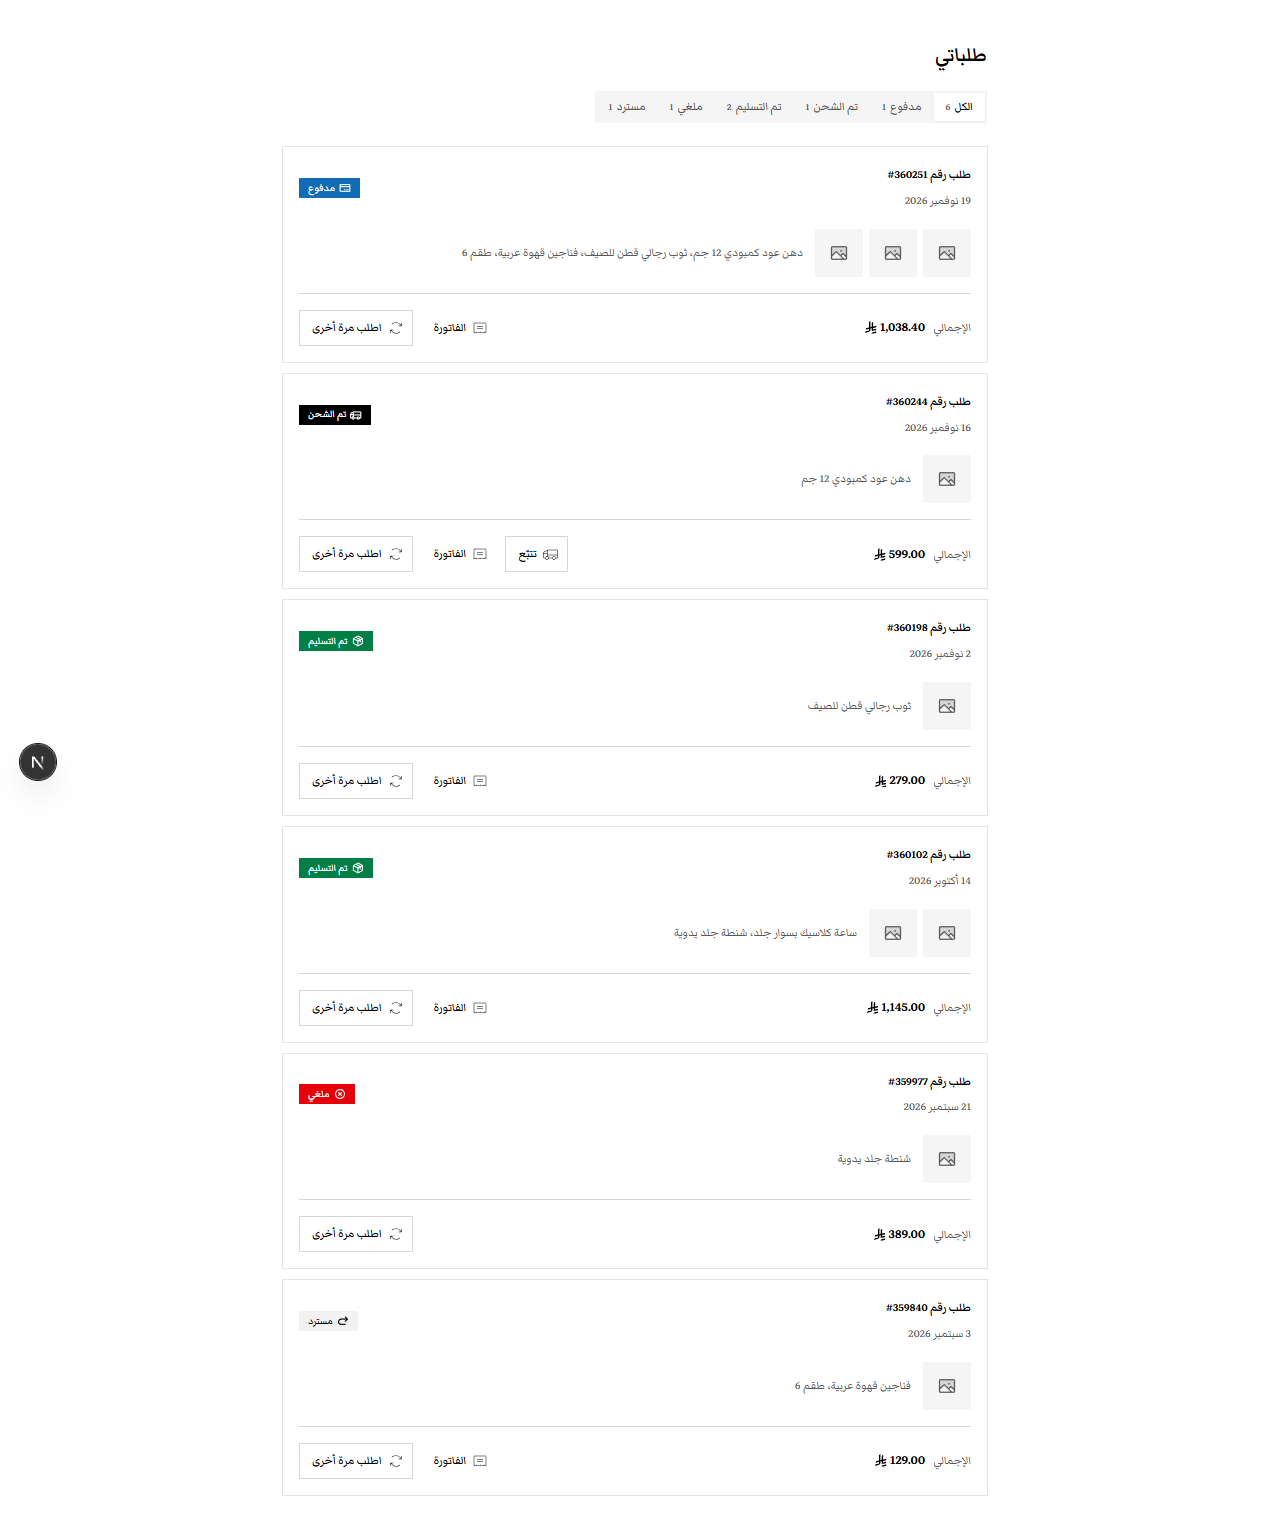 طلباتي
الكل 6 مدفوع 1 تم الشحن 1 تم التسليم 2 ملغي 1 مسترد 1
طلب رقم 360251#
مدفوع
19 نوفمبر 2026
دهن عود كمبودي 12 جم، ثوب رجالي قطن للصيف، فناجين قهوة عربية، طقم 6
الإجمالي 1,038.40 ⃁ الفاتورة اطلب مرة أخرى
طلب رقم 360244#
تم الشحن
16 نوفمبر 2026
دهن عود كمبودي 12 جم
الإجمالي 599.00 ⃁ تتبّع الفاتورة اطلب مرة أخرى
طلب رقم 360198#
تم التسليم
2 نوفمبر 2026
ثوب رجالي قطن للصيف
الإجمالي 279.00 ⃁ الفاتورة اطلب مرة أخرى
طلب رقم 360102#
تم التسليم
14 أكتوبر 2026
ساعة كلاسيك بسوار جلد، شنطة جلد يدوية
الإجمالي 1,145.00 ⃁ الفاتورة اطلب مرة أخرى
طلب رقم 359977#
ملغي
21 سبتمبر 2026
شنطة جلد يدوية
الإجمالي 389.00 ⃁ اطلب مرة أخرى
طلب رقم 359840#
مسترد
3 سبتمبر 2026
فناجين قهوة عربية، طقم 6
الإجمالي 129.00 ⃁ الفاتورة اطلب مرة أخرى